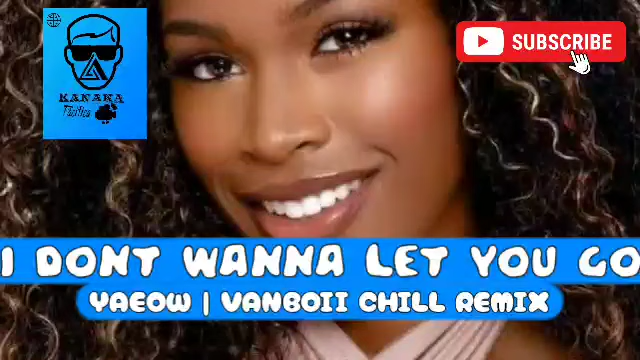 SUBSCRIBE
KANAKA
I DONT WANNA LET YOU GO
YAEOW | VANBOII CHILL REMIX